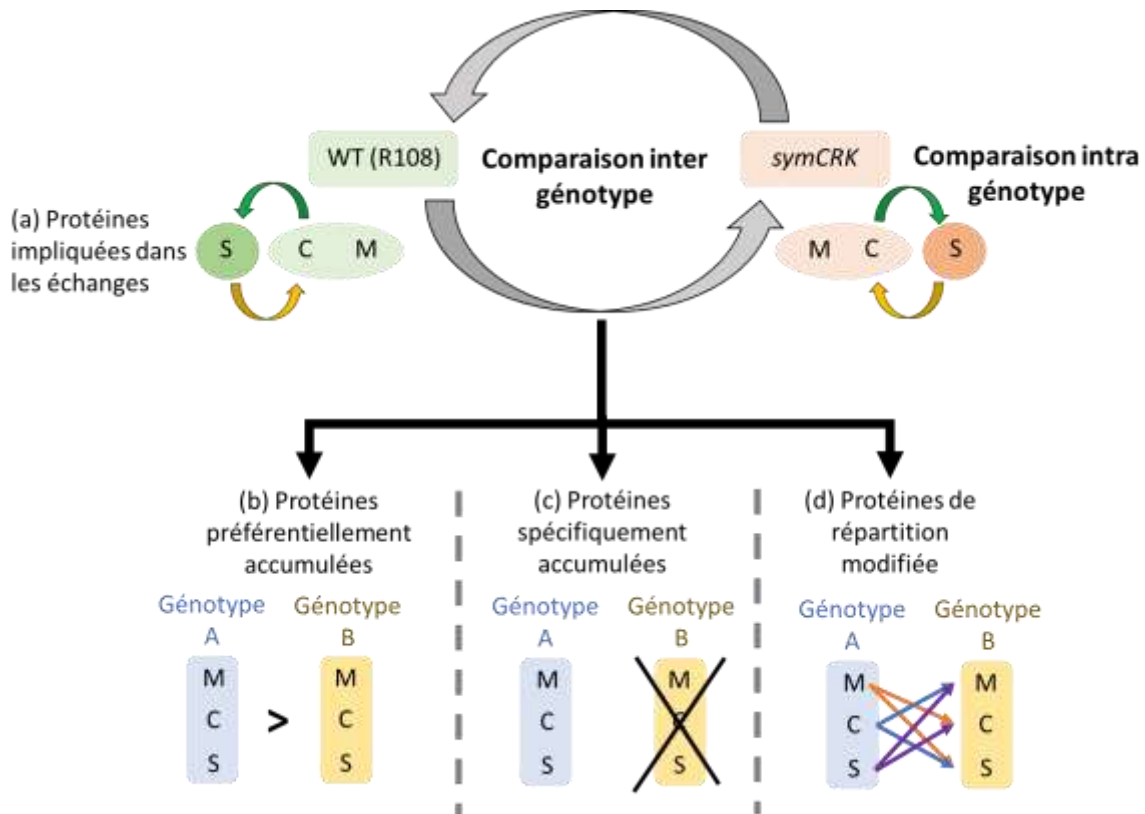 WT (R108)
Comparaison inter
génotype
symCRK
Comparaison intra
génotype
(a) Protéines
impliquées dans
les échanges
S C M
M C S
(b) Protéines
préférentiellement
accumulées
Génotype
A
Génotype
B
M
C
S
>
M
C
S
(c) Protéines
spécifiquement
accumulées
Génotype
A
Génotype
B
M
C
S
M
C
S
(d) Protéines de
répartition
modifiée
Génotype
A
Génotype
B
M
C
S
M
C
S